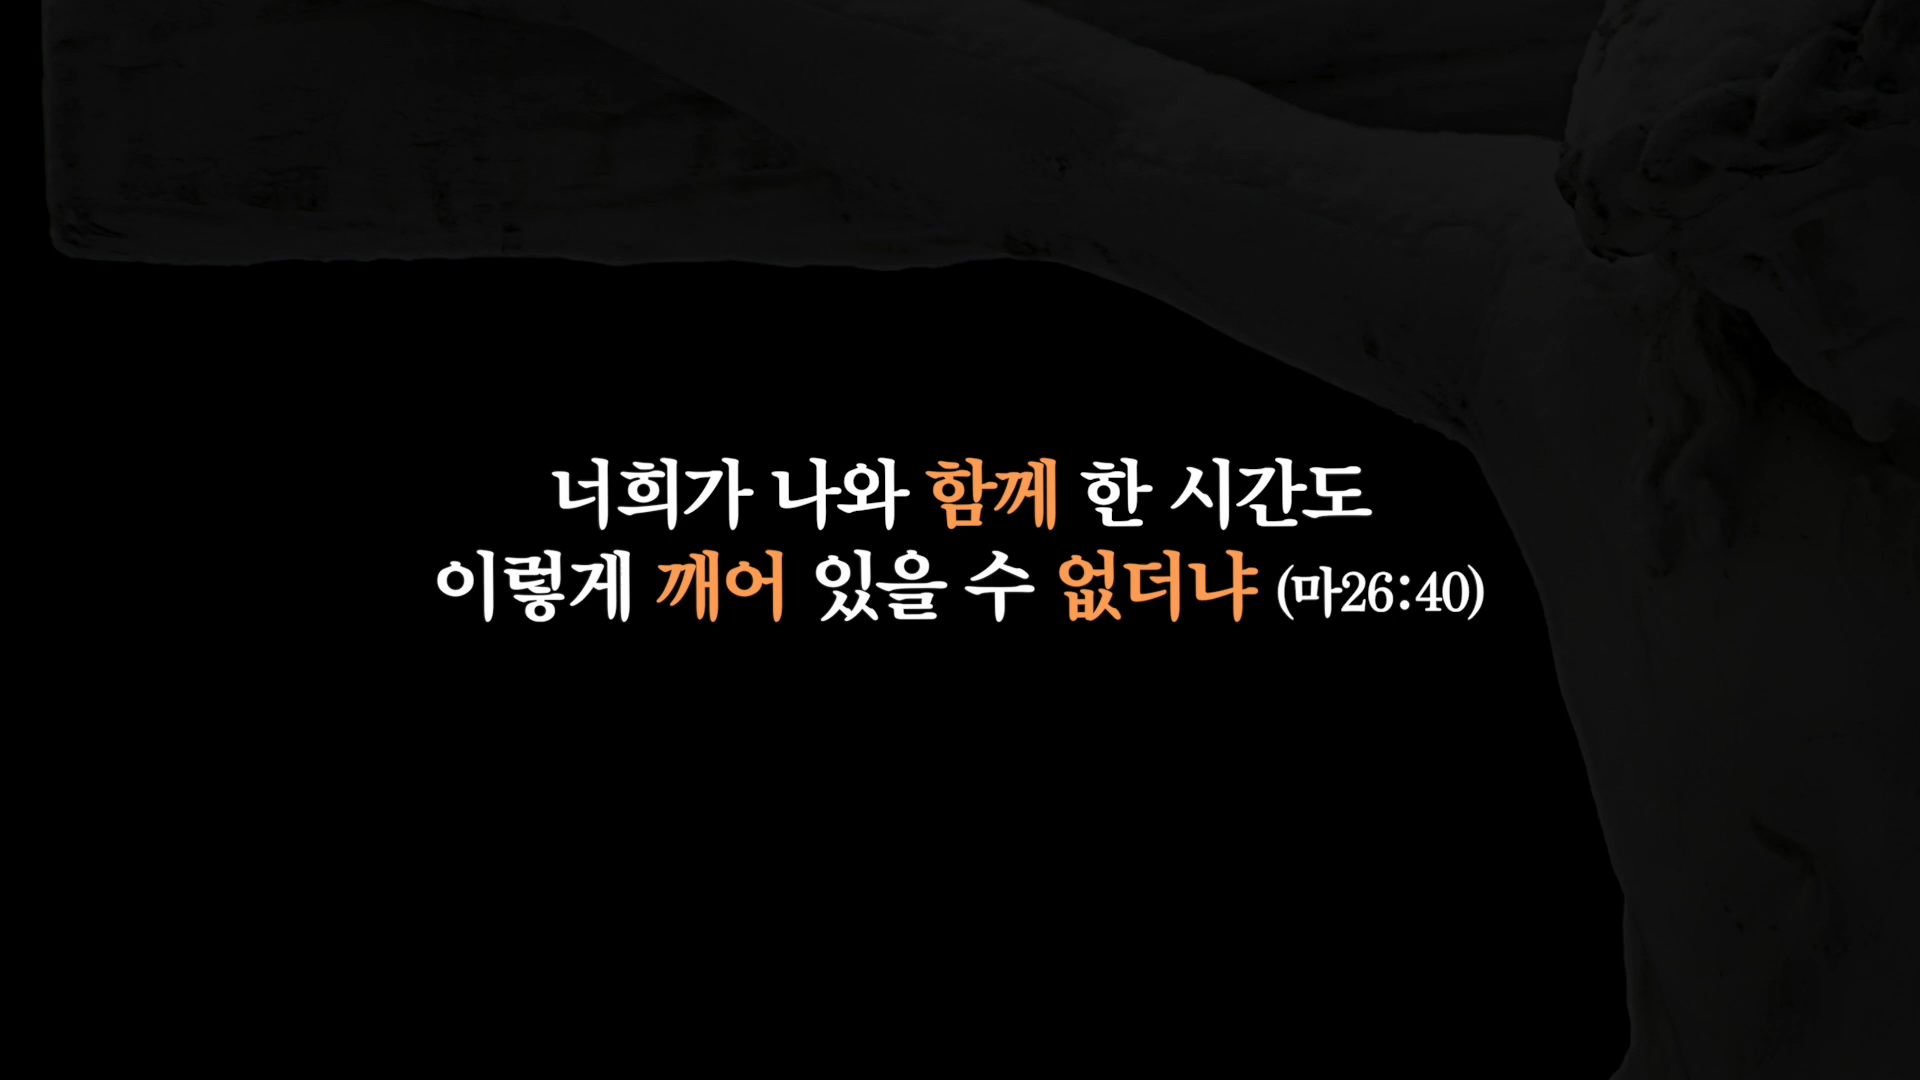 너희가 나와 함께 한 시간도
이렇게 깨어 있을 수 없더냐 (마26:40)